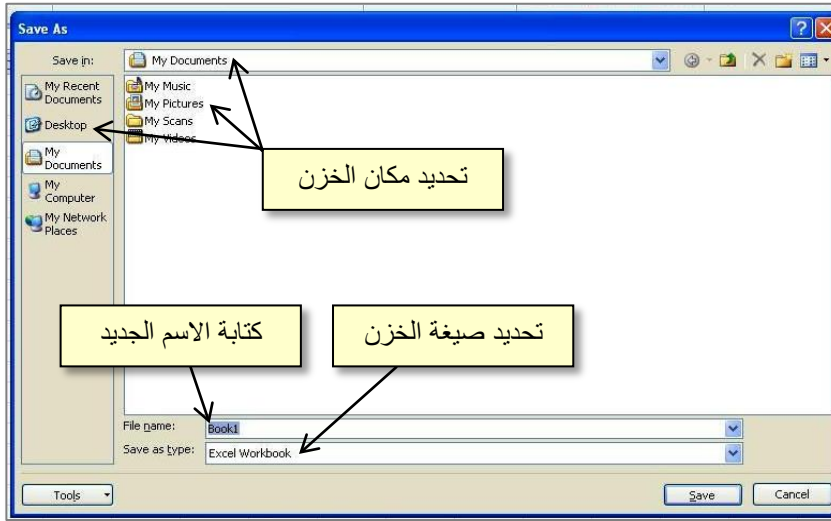 Save As
Save in:
My Documents
My Recent
Documents
Desktop
My
Documents
My
Computer
My Network
Places
My Music
My Pictures
My Scans
My Videos
تحديد مكان الخزن
كتابة الاسم الجديد
تحديد صيغة الخزن
File name:
Book1
Save as type:
Excel Workbook
Tools
Save
Cancel